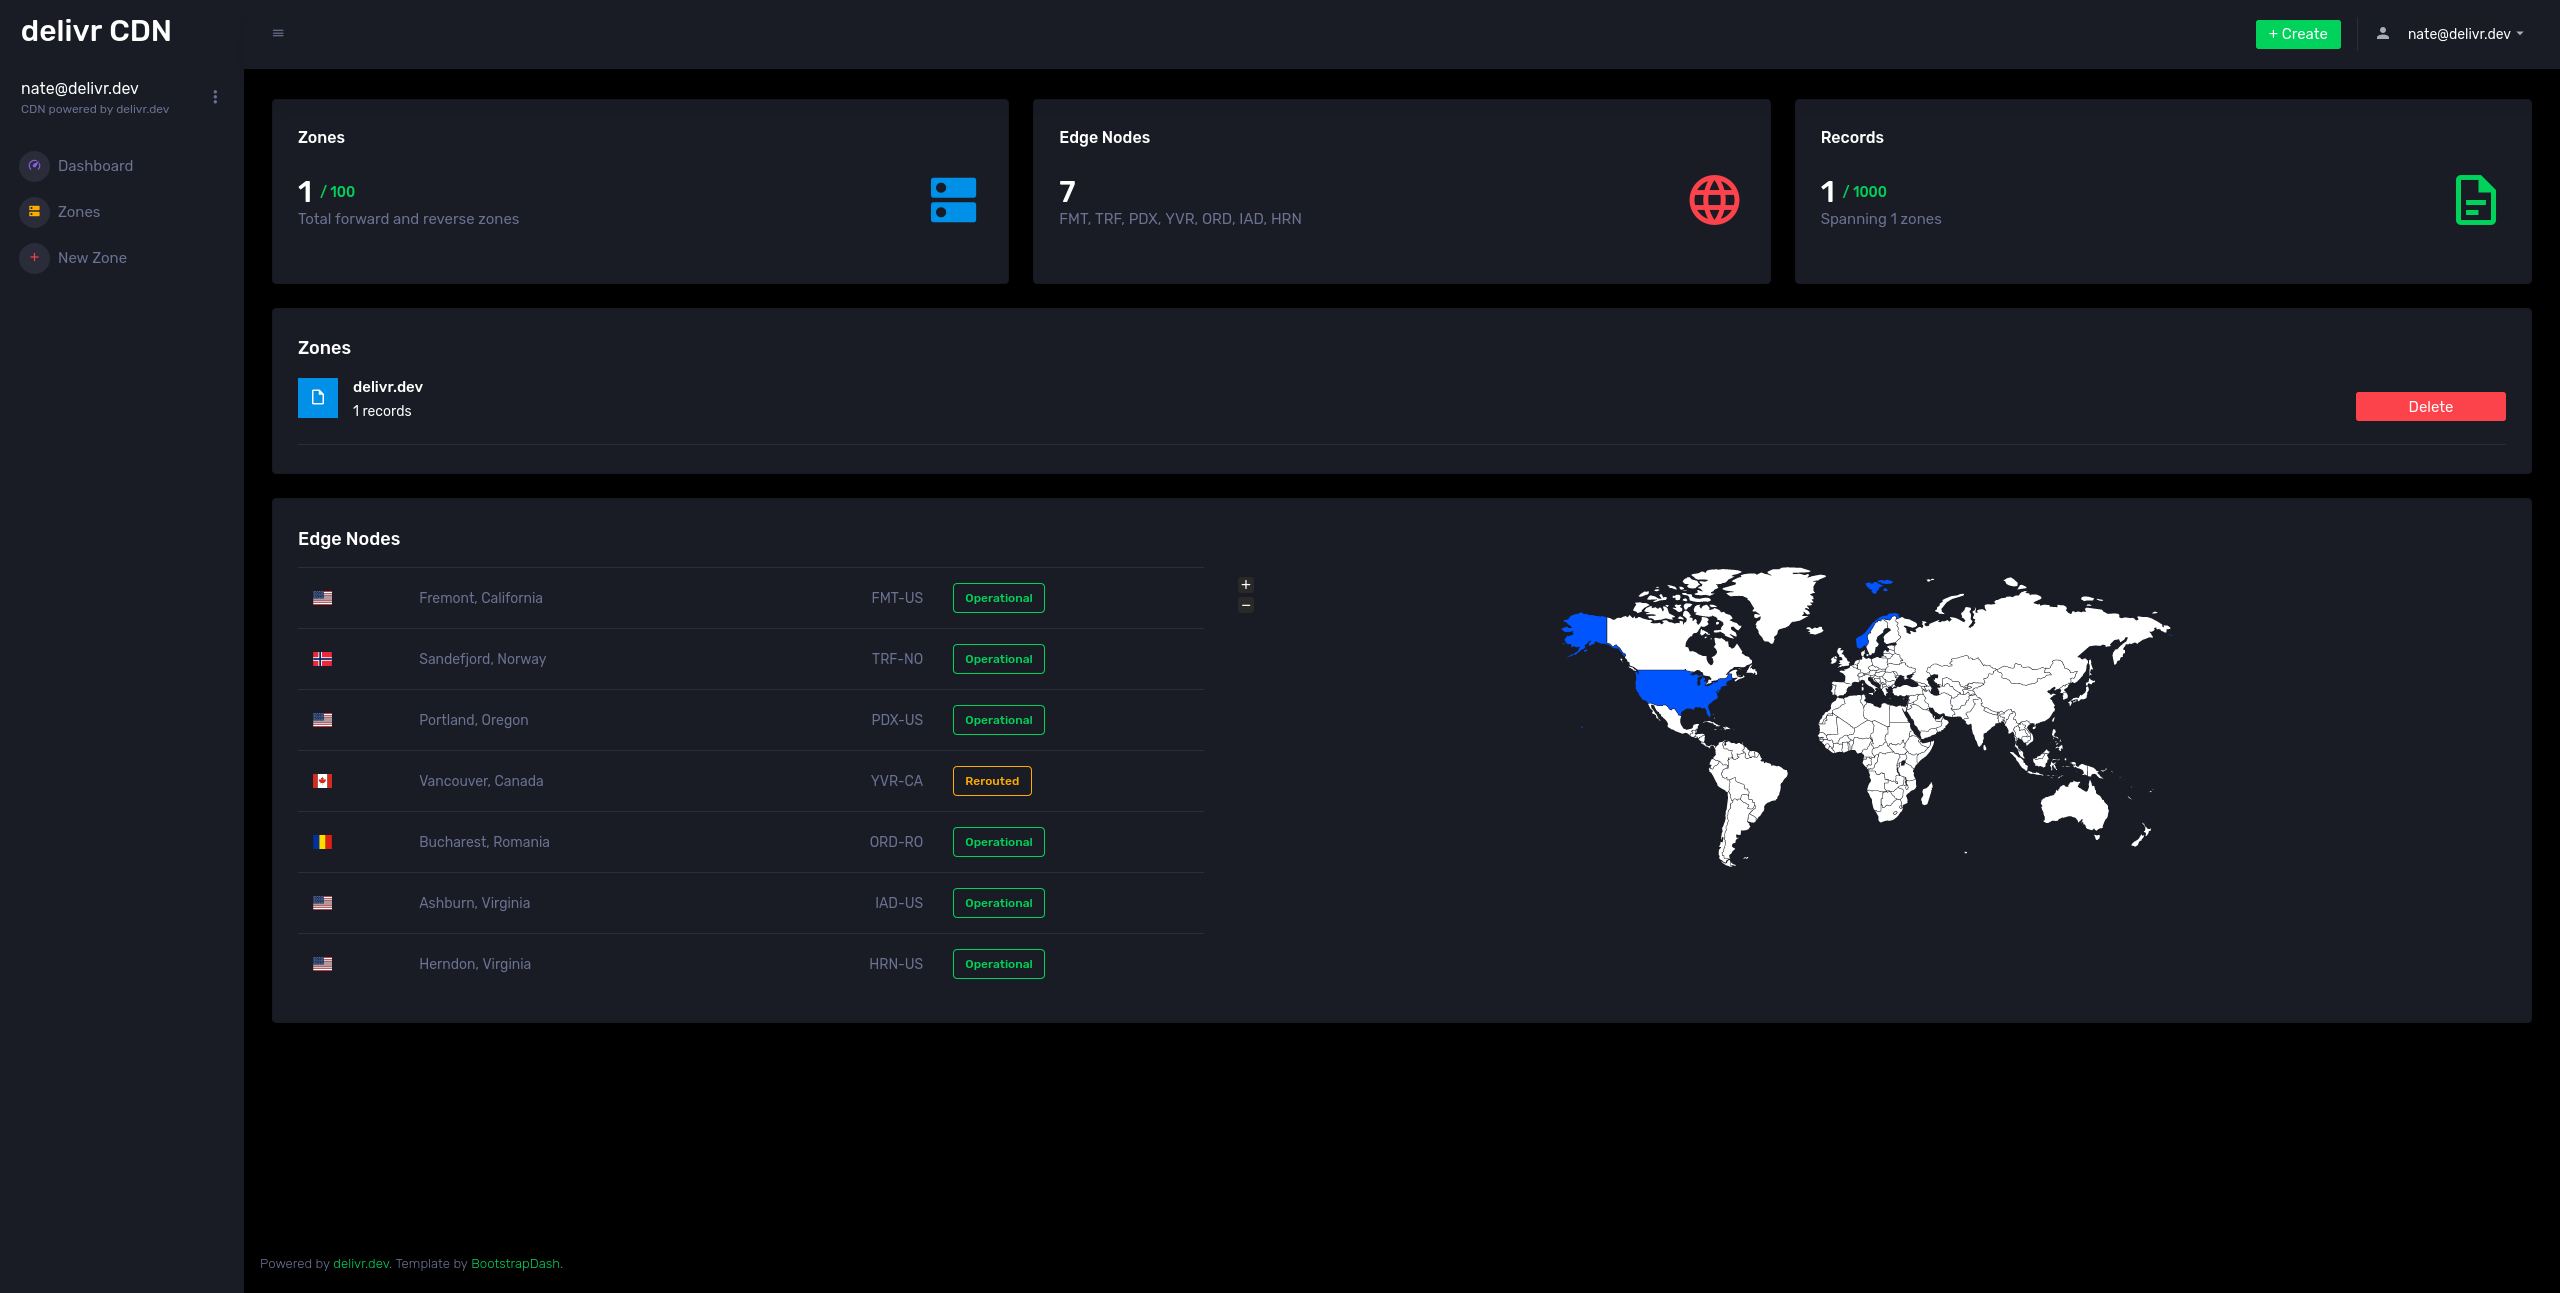 delivr CDN
+ Create
nate@delivr.dev
nate@delivr.dev
CDN powered by delivr.dev
Dashboard
Zones
New Zone
Zones
1 / 100
Total forward and reverse zones
Edge Nodes
7
FMT, TRF, PDX, YVR, ORD, IAD, HRN
Records
1 / 1000
Spanning 1 zones
Zones
delivr.dev
1 records
Delete
Edge Nodes
Fremont, California FMT-US Operational
Sandefjord, Norway TRF-NO Operational
Portland, Oregon PDX-US Operational
Vancouver, Canada YVR-CA Rerouted
Bucharest, Romania ORD-RO Operational
Ashburn, Virginia IAD-US Operational
Herndon, Virginia HRN-US Operational
+
−
Powered by delivr.dev. Template by BootstrapDash.